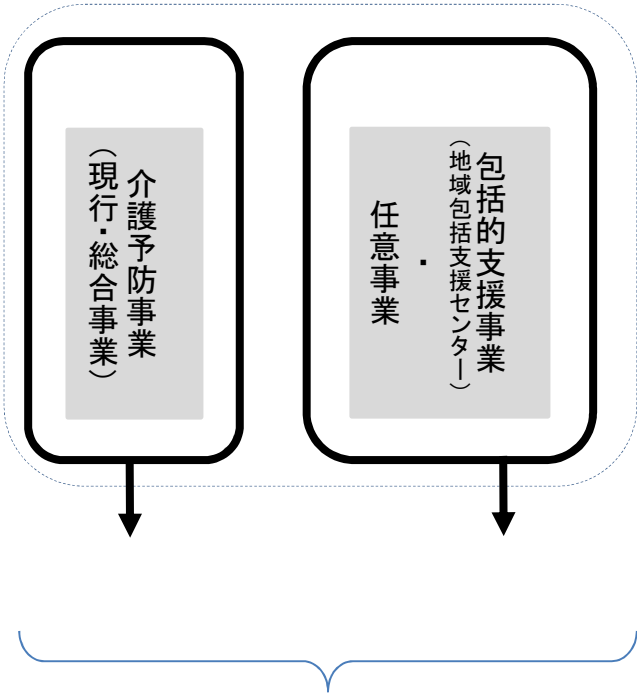 包括的支援事業
（地域包括支援センター）
・
任意事業
介護予防事業
（現行・総合事業）